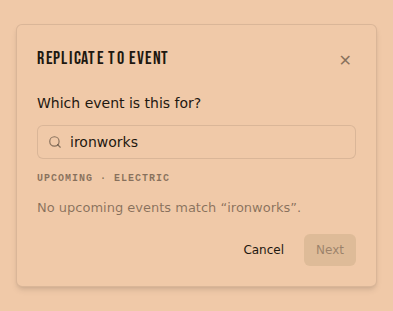 REPLICATE TO EVENT
Which event is this for?
ironworks
UPCOMING · ELECTRIC
No upcoming events match “ironworks”.
Cancel
Next